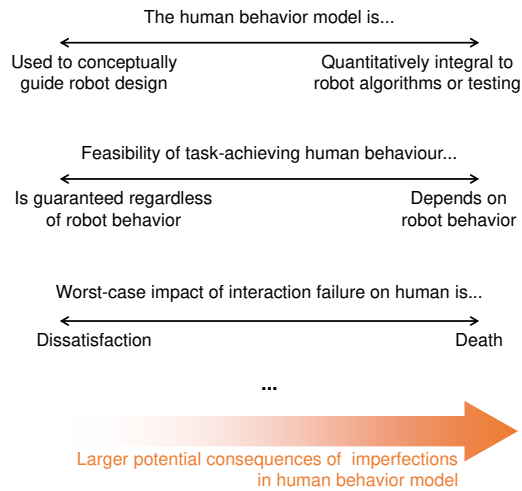 The human behavior model is...
Used to conceptually guide robot design
Quantitatively integral to robot algorithms or testing
Feasibility of task-achieving human behaviour...
Is guaranteed regardless of robot behavior
Depends on robot behavior
Worst-case impact of interaction failure on human is...
Dissatisfaction
Death
...
Larger potential consequences of imperfections
in human behavior model